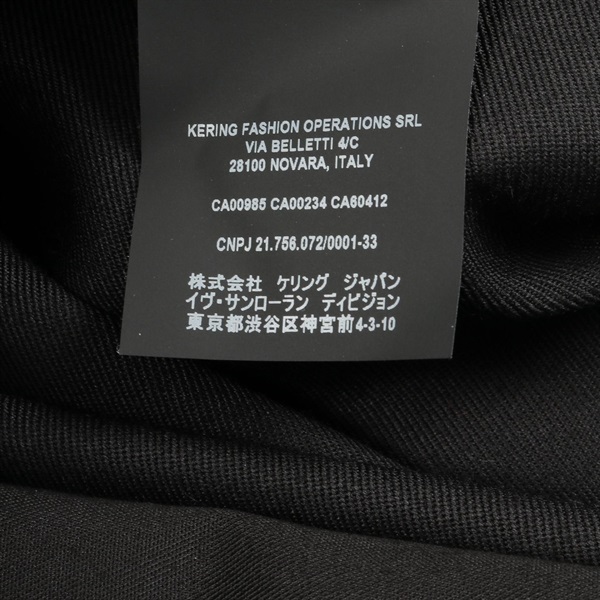 KERING FASHION OPERATIONS SRL
VIA BELLETTI 4/C
28100 NOVARA, ITALY
CA00985 CA00234 CA60412
CNPJ 21.756.072/0001-33
株式会社 ケリング ジャパン
イヴ・サンローラン ディビジョン
東京都渋谷区神宮前4-3-10